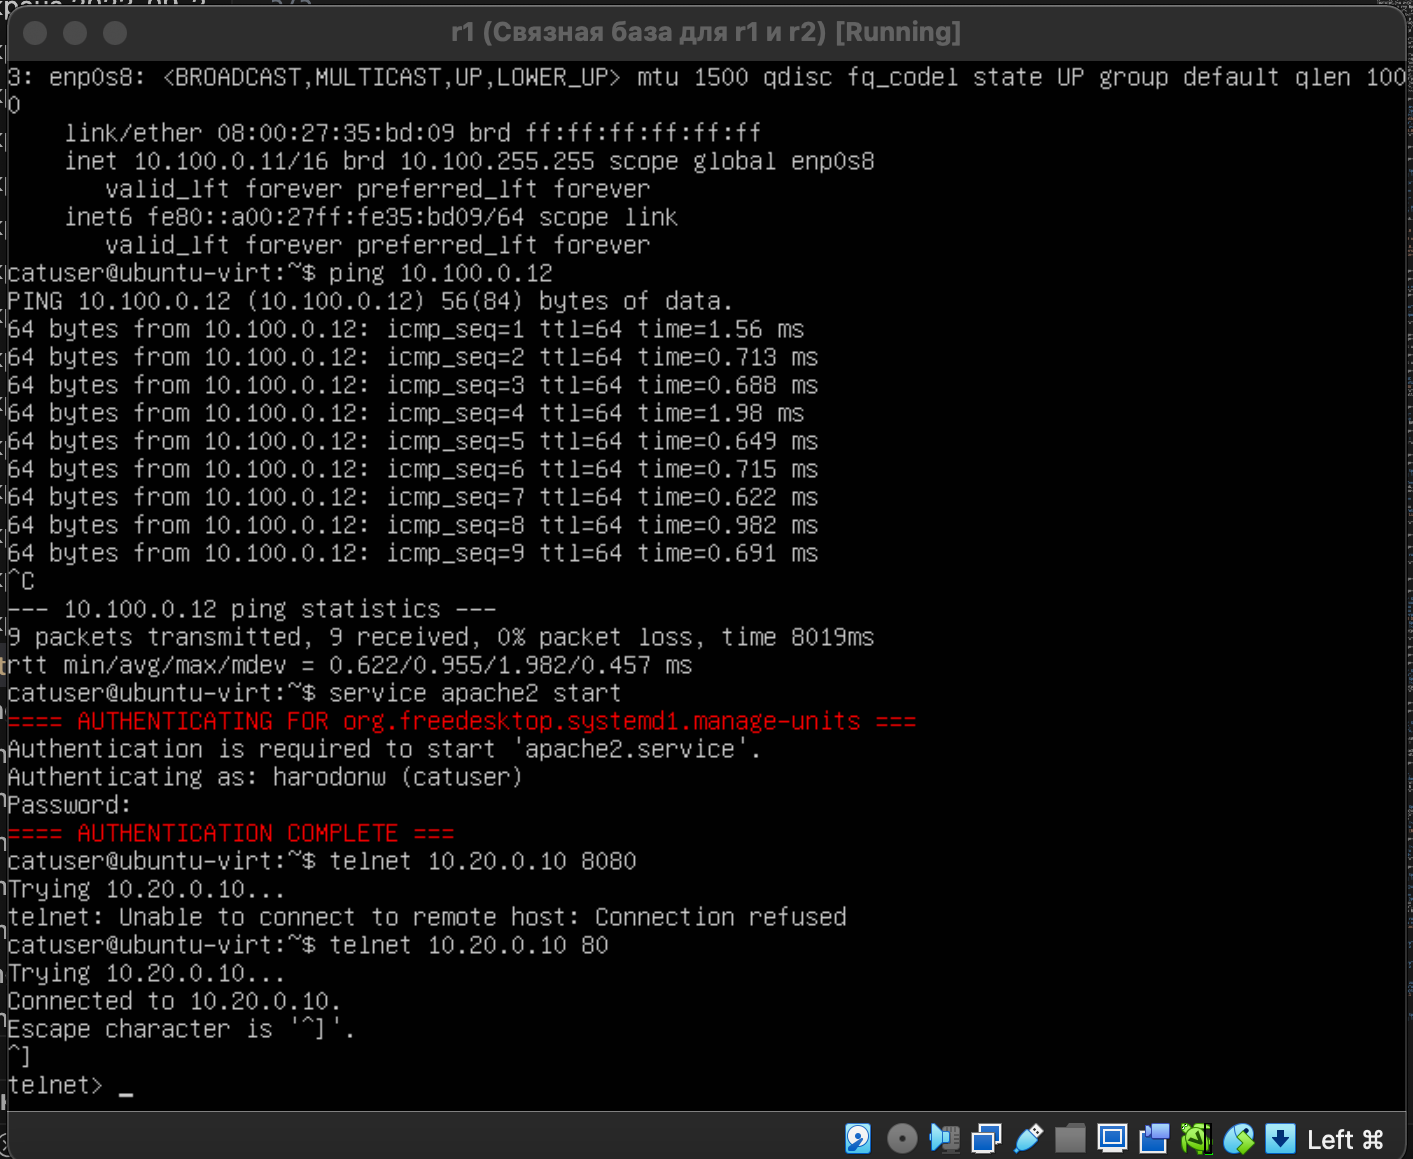 r1 (Связная база для r1 и r2) [Running]
3: enp0s8: <BROADCAST,MULTICAST,UP,LOWER_UP> mtu 1500 qdisc fq_codel state UP group default qlen 100
0
    link/ether 08:00:27:35:bd:09 brd ff:ff:ff:ff:ff:ff
    inet 10.100.0.11/16 brd 10.100.255.255 scope global enp0s8
       valid_lft forever preferred_lft forever
    inet6 fe80::a00:27ff:fe35:bd09/64 scope link
       valid_lft forever preferred_lft forever
catuser@ubuntu-virt:~$ ping 10.100.0.12
PING 10.100.0.12 (10.100.0.12) 56(84) bytes of data.
64 bytes from 10.100.0.12: icmp_seq=1 ttl=64 time=1.56 ms
64 bytes from 10.100.0.12: icmp_seq=2 ttl=64 time=0.713 ms
64 bytes from 10.100.0.12: icmp_seq=3 ttl=64 time=0.688 ms
64 bytes from 10.100.0.12: icmp_seq=4 ttl=64 time=1.98 ms
64 bytes from 10.100.0.12: icmp_seq=5 ttl=64 time=0.649 ms
64 bytes from 10.100.0.12: icmp_seq=6 ttl=64 time=0.715 ms
64 bytes from 10.100.0.12: icmp_seq=7 ttl=64 time=0.622 ms
64 bytes from 10.100.0.12: icmp_seq=8 ttl=64 time=0.982 ms
64 bytes from 10.100.0.12: icmp_seq=9 ttl=64 time=0.691 ms
^C
--- 10.100.0.12 ping statistics ---
9 packets transmitted, 9 received, 0% packet loss, time 8019ms
rtt min/avg/max/mdev = 0.622/0.955/1.982/0.457 ms
catuser@ubuntu-virt:~$ service apache2 start
==== AUTHENTICATING FOR org.freedesktop.systemd1.manage-units ===
Authentication is required to start 'apache2.service'.
Authenticating as: harodonw (catuser)
Password:
==== AUTHENTICATION COMPLETE ===
catuser@ubuntu-virt:~$ telnet 10.20.0.10 8080
Trying 10.20.0.10...
telnet: Unable to connect to remote host: Connection refused
catuser@ubuntu-virt:~$ telnet 10.20.0.10 80
Trying 10.20.0.10...
Connected to 10.20.0.10.
Escape character is '^]'.
^]
telnet> _
Left ⌘